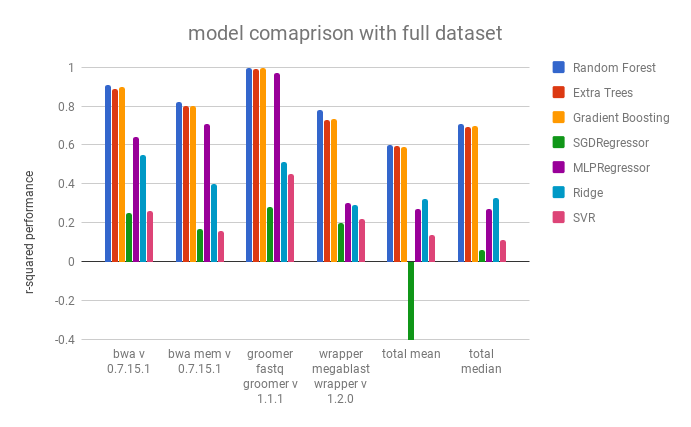 model comaprison with full dataset
r-squared performance
1
0.8
0.6
0.4
0.2
0
-0.2
-0.4
bwa v
0.7.15.1
bwa mem v
0.7.15.1
groomer
fastq
groomer v
1.1.1
wrapper
megablast
wrapper v
1.2.0
total mean
total
median
Random Forest
Extra Trees
Gradient Boosting
SGDRegressor
MLPRegressor
Ridge
SVR